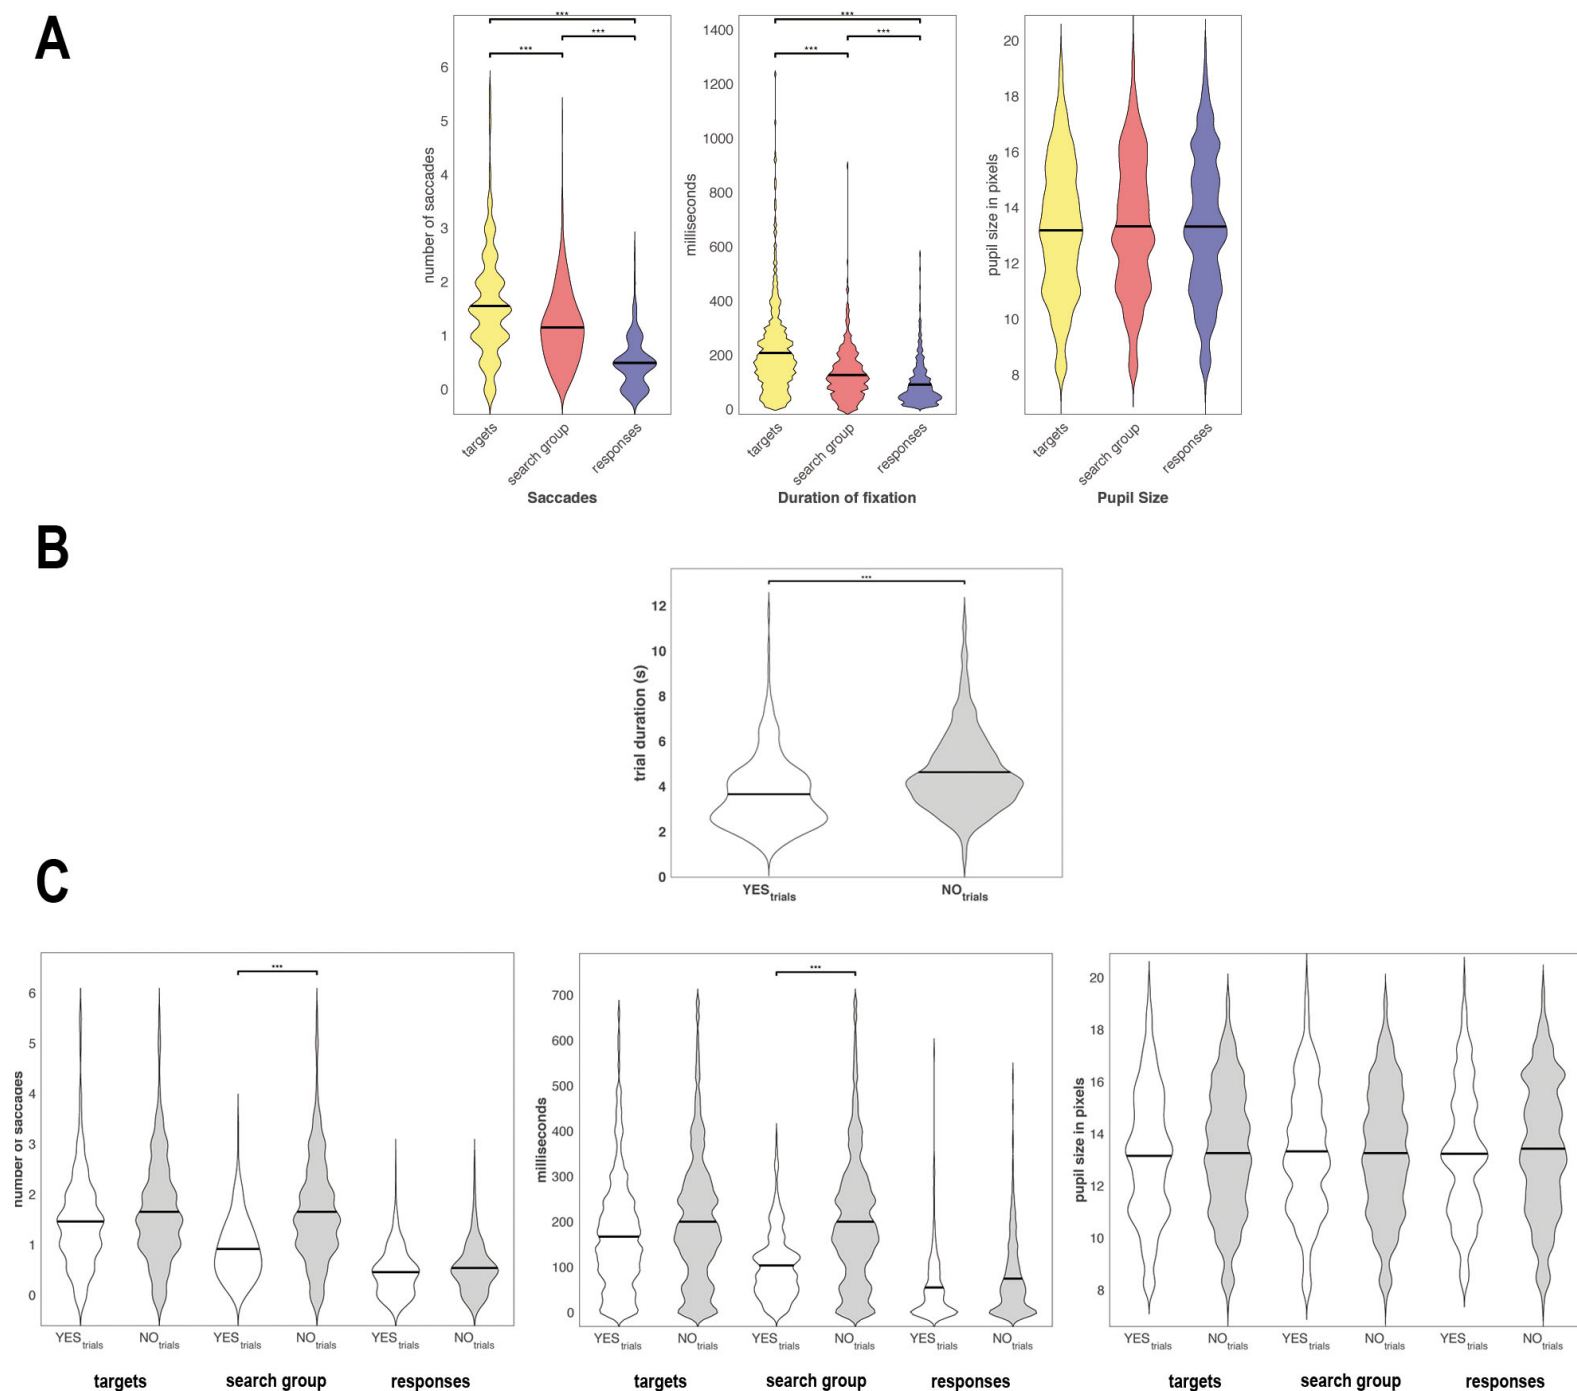 A
***
***
***
number of saccades
6
5
4
3
2
1
0
targets
search group
responses
Saccades
***
***
***
milliseconds
1400
1200
1000
800
600
400
200
0
targets
search group
responses
Duration of fixation
pupil size in pixels
20
18
16
14
12
10
8
targets
search group
responses
Pupil Size
B
***
trial duration (s)
12
10
8
6
4
2
0
YEStrials
NOtrials
C
***
number of saccades
6
5
4
3
2
1
0
YEStrials NOtrials YEStrials NOtrials YEStrials NOtrials
targets search group responses
***
milliseconds
700
600
500
400
300
200
100
0
YEStrials NOtrials YEStrials NOtrials YEStrials NOtrials
targets search group responses
pupil size in pixels
20
18
16
14
12
10
8
YEStrials NOtrials YEStrials NOtrials YEStrials NOtrials
targets search group responses